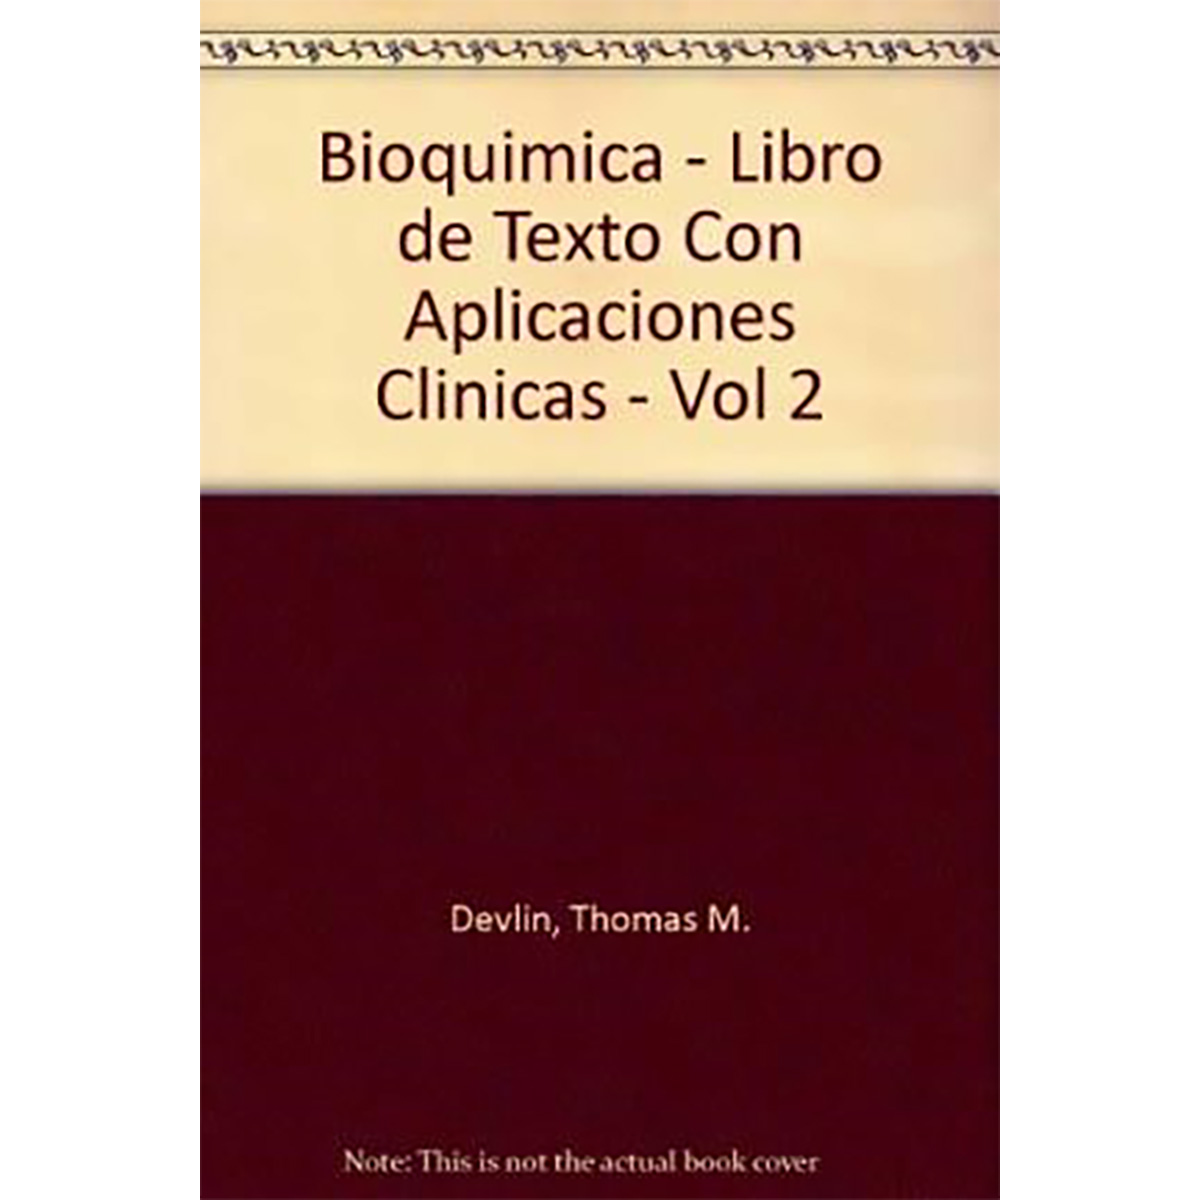 Bioquimica - Libro
de Texto Con
Aplicaciones
Clinicas - Vol 2
Devlin, Thomas M.
Note: This is not the actual book cover